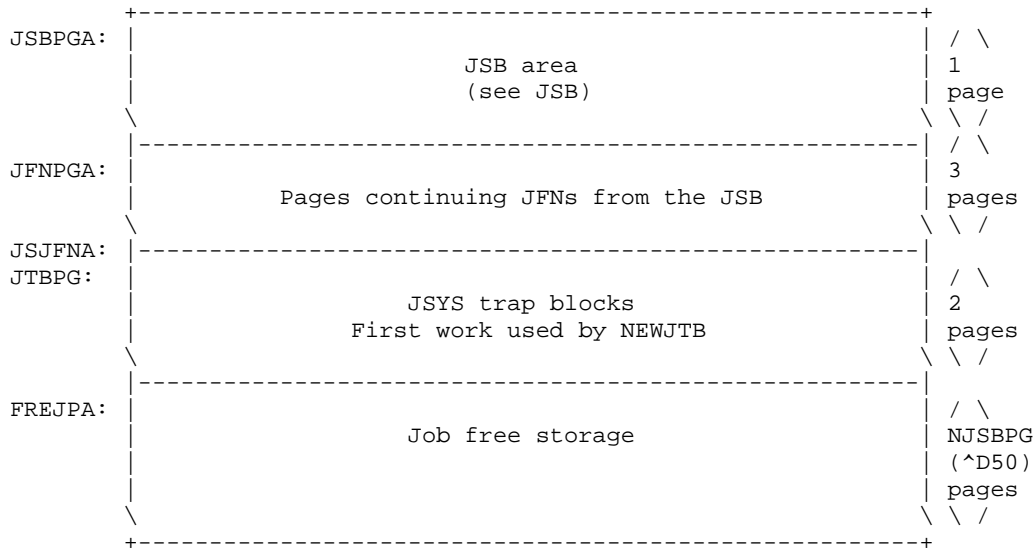 JSBPGA:
JSB area 1
(see JSB) page
JFNPGA: 3
Pages continuing JFNs from the JSB pages
JSJFNA:
JTBPG:
JSYS trap blocks 2
First work used by NEWJTB pages
FREJPA:
Job free storage NJSBPG
(^D50)
pages